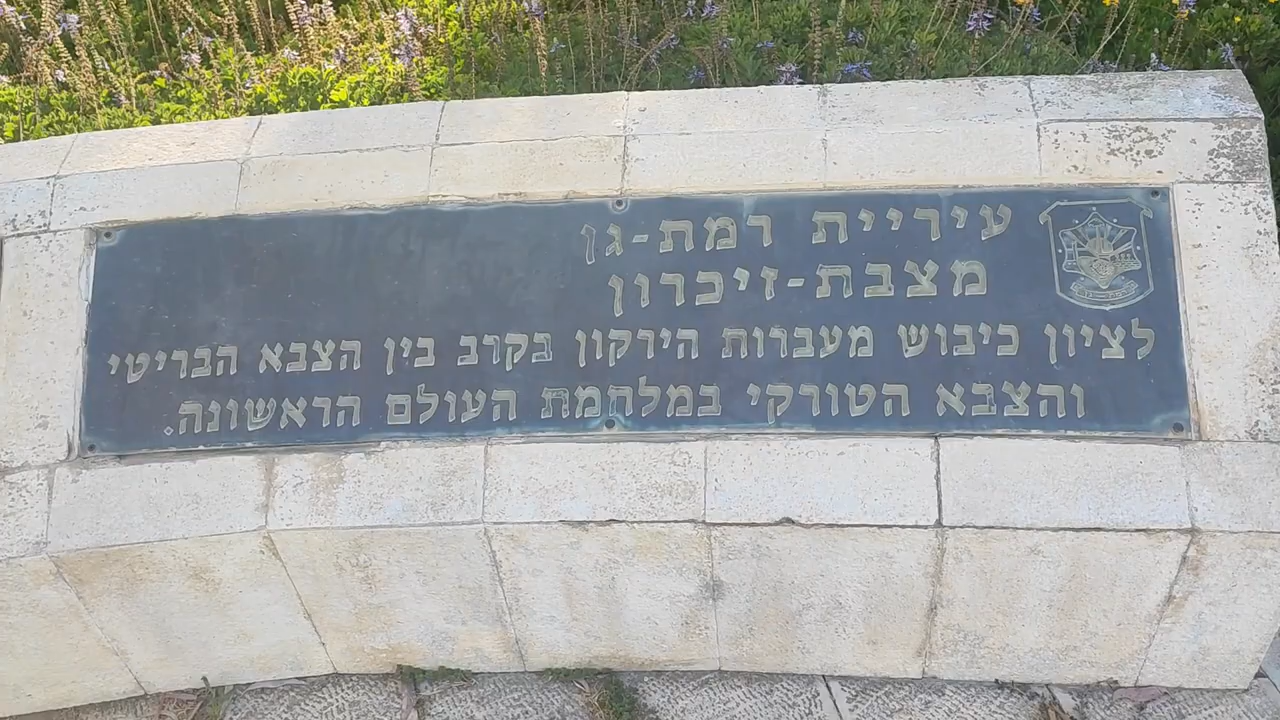 עיריית רמת-גן
מצבת-זיכרון
לציון כיבוש מעברות הירקון בקרב בין הצבא הבריטי
והצבא הטורקי במלחמת העולם הראשונה.